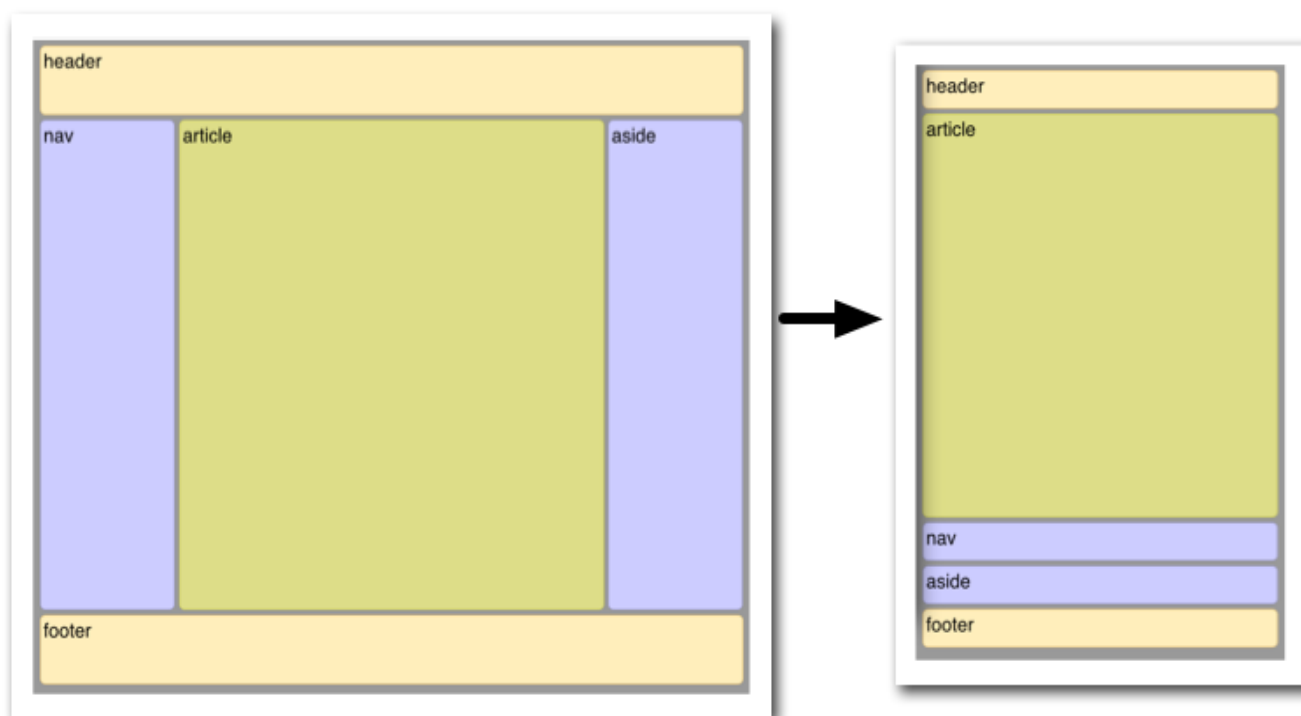 header
nav
article
aside
footer
header
article
nav
aside
footer